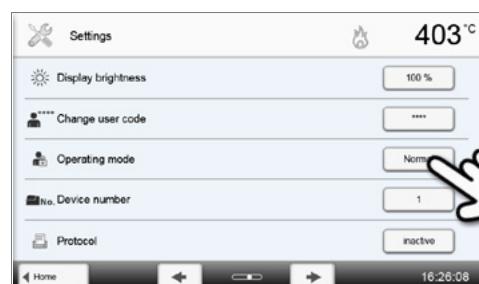 Settings
403 °C
Display brightness
100 %
**** Change user code
****
Operating mode
No. Device number
1
Protocol
inactive
Home
16:26:08